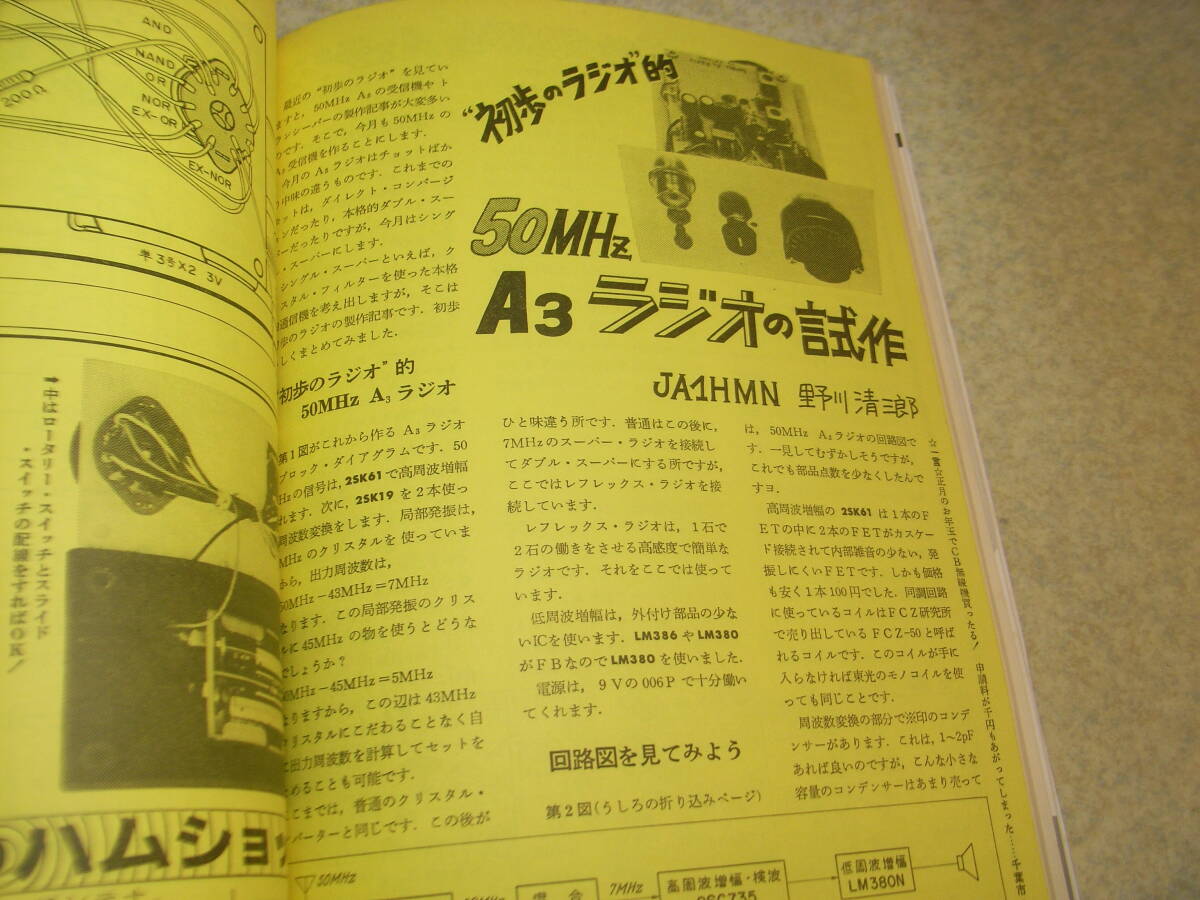 AND
NAND
OR
NOR
EX-OR
EX-NOR
200Ω
単3号×2 3V
➡中はロータリー・スイッチとスライド
・スイッチの配線をすればOK！
ハムショ
“初歩のラジオ”的
50MHz
A3ラジオの試作
JA1HMN 野川清三郎
最近の“初歩のラジオ”を見てい
ますと，50MHz A₃の受信機やト
ランシーバーの製作記事が大変多い
のです．そこで，今月も50MHzの
A₃受信機を作ることにします．
今月のA₃ラジオはチョットばか
り中味の違うものです．これまでの
セットは，ダイレクト・コンバージ
ョンだったり，本格的ダブル・スー
パーだったりですが，今月はシング
ル・スーパーにします．
シングル・スーパーといえば，ク
リスタル・フィルターを使った本格
通信機を考え出しますが，そこは
初歩のラジオの製作記事です．初歩
らしくまとめてみました．
“初歩のラジオ”的
50MHz A₃ラジオ
第1図がこれから作るA₃ラジオ
ブロック・ダイアグラムです．50
MHzの信号は，2SK61で高周波増幅
されます．次に，2SK19を2本使っ
周波数変換をします．局部発振は，
MHzのクリスタルを使っていま
から，出力周波数は，
50MHz−43MHz＝7MHz
なります．この局部発振のクリス
ルに45MHzの物を使うとどうな
でしょうか？
50MHz−45MHz＝5MHz
なりますから，この辺は43MHz
クリスタルにこだわることなく自
に出力周波数を計算してセットを
まとめることも可能です．
ここまでは，普通のクリスタル・
コンバーターと同じです．この後が
ひと味違う所です．普通はこの後に，
7MHzのスーパー・ラジオを接続し
てダブル・スーパーにする所ですが，
ここではレフレックス・ラジオを接
続しています．
レフレックス・ラジオは，1石で
2石の働きをさせる高感度で簡単な
ラジオです．それをここでは使って
います．
低周波増幅は，外付け部品の少な
いICを使います．LM386やLM380
がFBなのでLM380を使いました．
電源は，9Vの006Pで十分働い
てくれます．
回路図を見てみよう
第2図(うしろの折り込みページ)
は，50MHz A₃ラジオの回路図で
す．一見してむずかしそうですが，
これでも部品点数を少なくしたんで
すヨ．
高周波増幅の2SK61は1本のF
ETの中に2本のFETがカスケー
ド接続されて内部雑音の少ない，発
振しにくいFETです．しかも価格
も安く1本100円でした．同調回路
に使っているコイルはFCZ研究所
で売り出しているFCZ-50と呼ば
れるコイルです．このコイルが手に
入らなければ東光のモノコイルを使
っても同じことです．
周波数変換の部分で※印のコンデ
ンサーがあります．これは，1〜2pF
あれば良いのですが，こんな小さな
容量のコンデンサーはあまり売って
☆一言☆正月のお年玉でCB無線機買ったる！ 申請料が千円もあがってしまった……千葉市
50MHz
混合
7MHz
高周波増幅・検波
2SC735
低周波増幅
LM380N